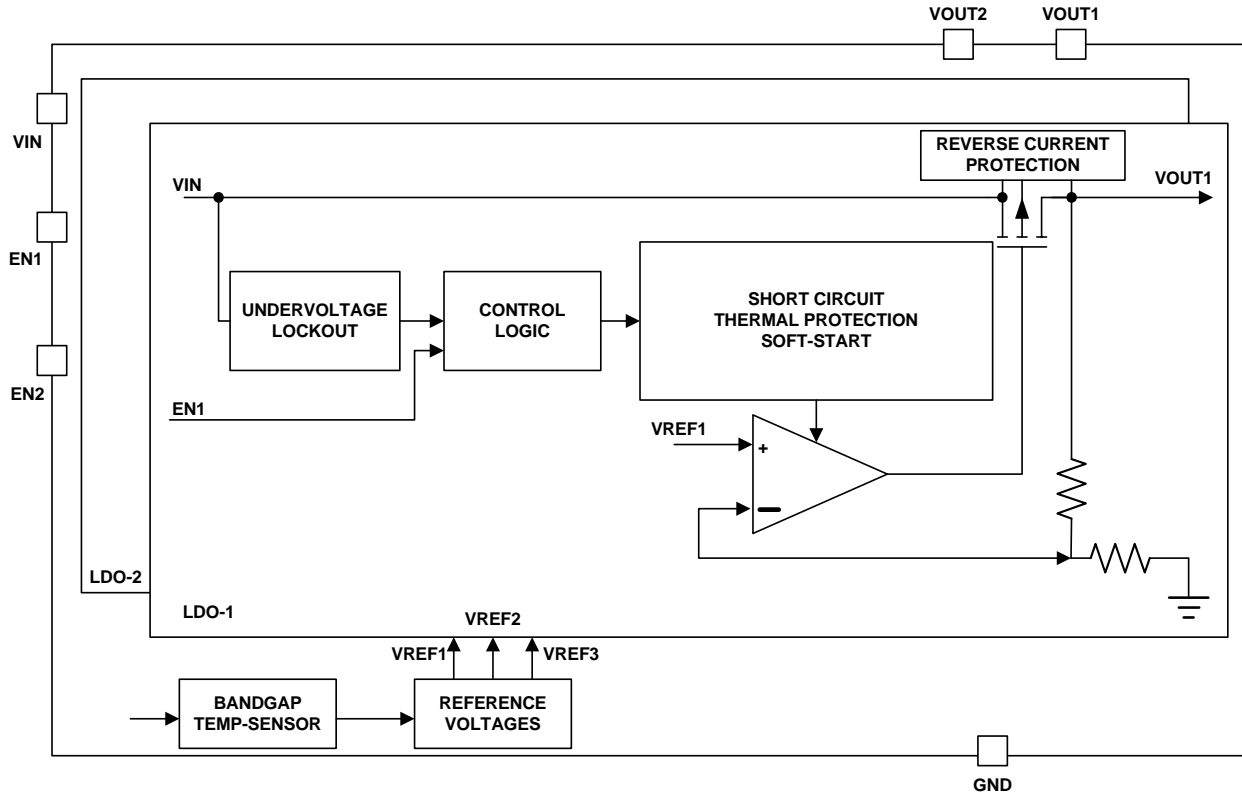 VOUT2
VOUT1
VIN
EN1
EN2
REVERSE CURRENT
PROTECTION
VIN
VOUT1
UNDERVOLTAGE
LOCKOUT
CONTROL
LOGIC
SHORT CIRCUIT
THERMAL PROTECTION
SOFT-START
EN1
VREF1
+
−
LDO-2
LDO-1
VREF2
VREF1
VREF3
BANDGAP
TEMP-SENSOR
REFERENCE
VOLTAGES
GND